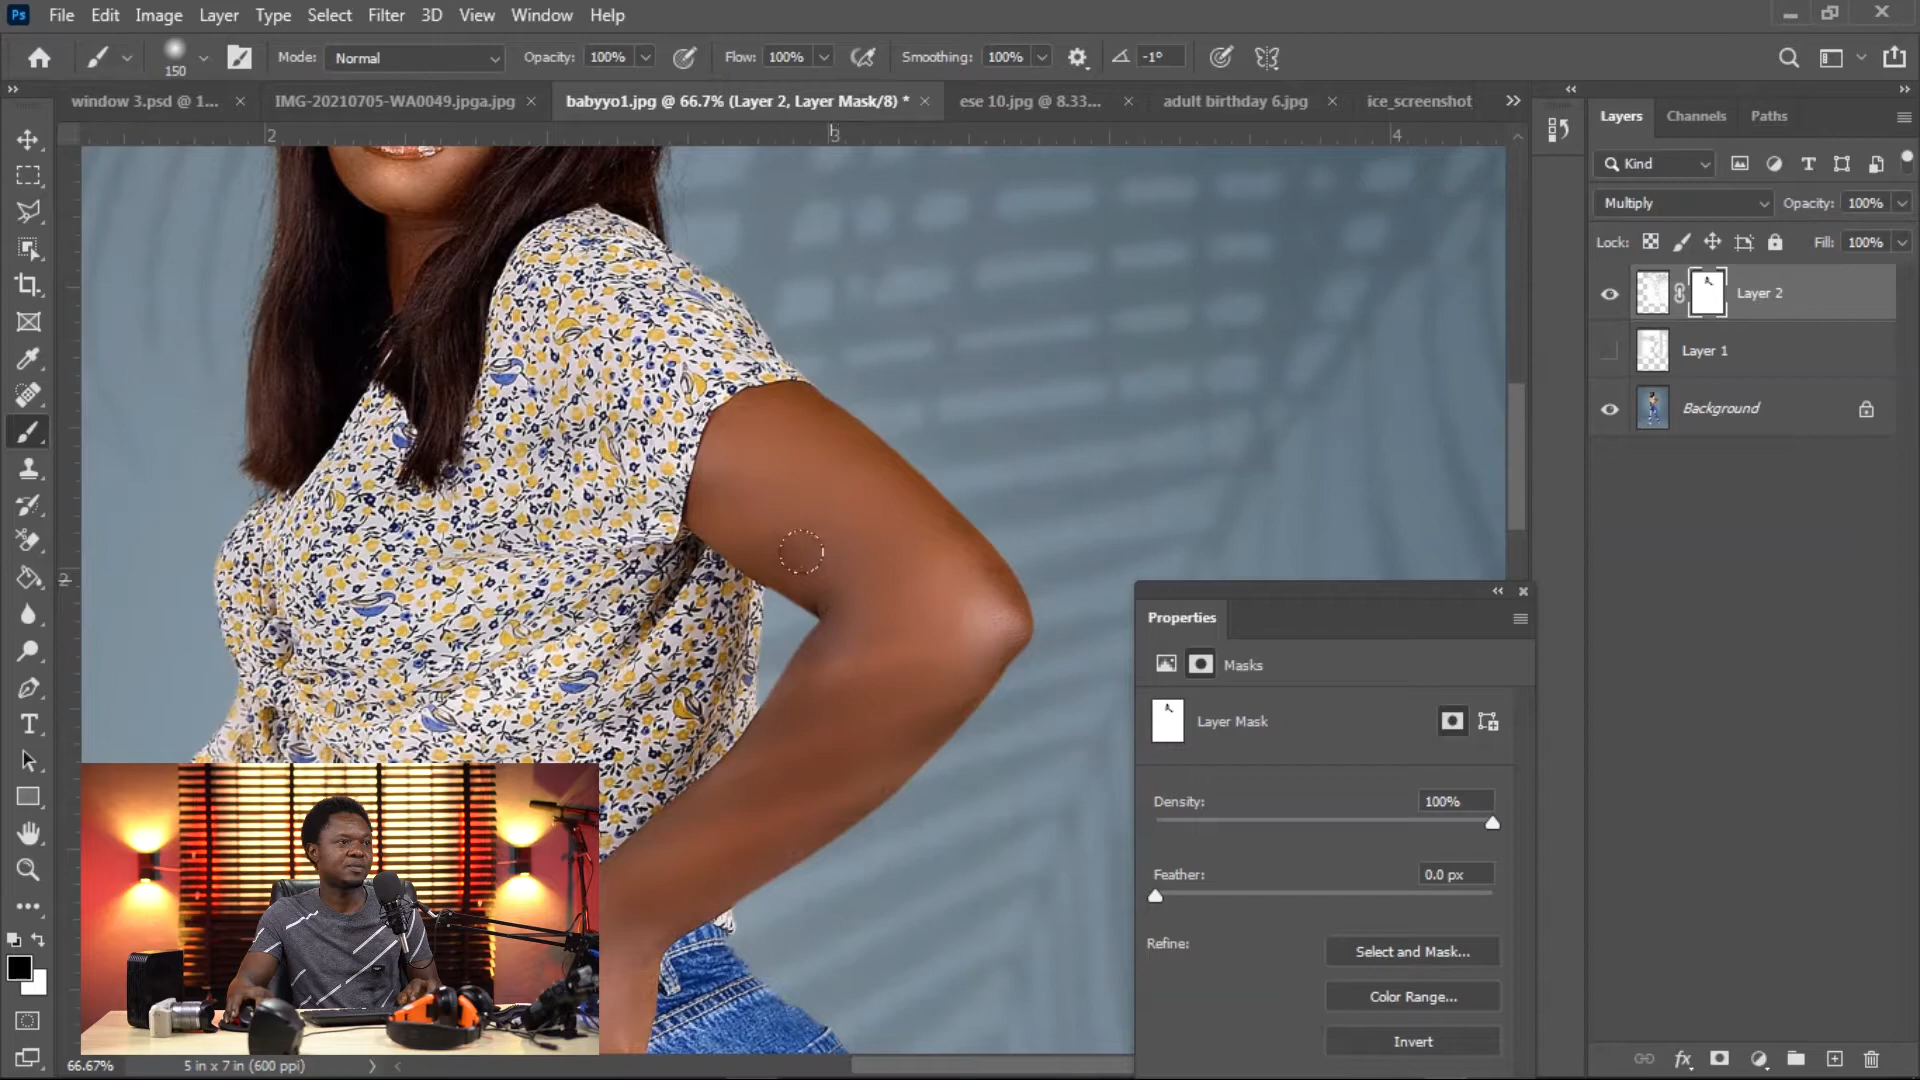 Ps File Edit Image Layer Type Select Filter 3D View Window Help
150 Mode: Normal Opacity: 100% Flow: 100% Smoothing: 100% -1°
window 3.psd @ 1... IMG-20210705-WA0049.jpga.jpg babyyo1.jpg @ 66.7% (Layer 2, Layer Mask/8) * ese 10.jpg @ 8.33... adult birthday 6.jpg ice_screenshot
2 3 4
2
Layers Channels Paths
Kind
Multiply Opacity: 100%
Lock: Fill: 100%
Layer 2
Layer 1
Background
Properties
Masks
Layer Mask
Density: 100%
Feather: 0.0 px
Refine: Select and Mask...
Color Range...
Invert
66.67% 5 in x 7 in (600 ppi)